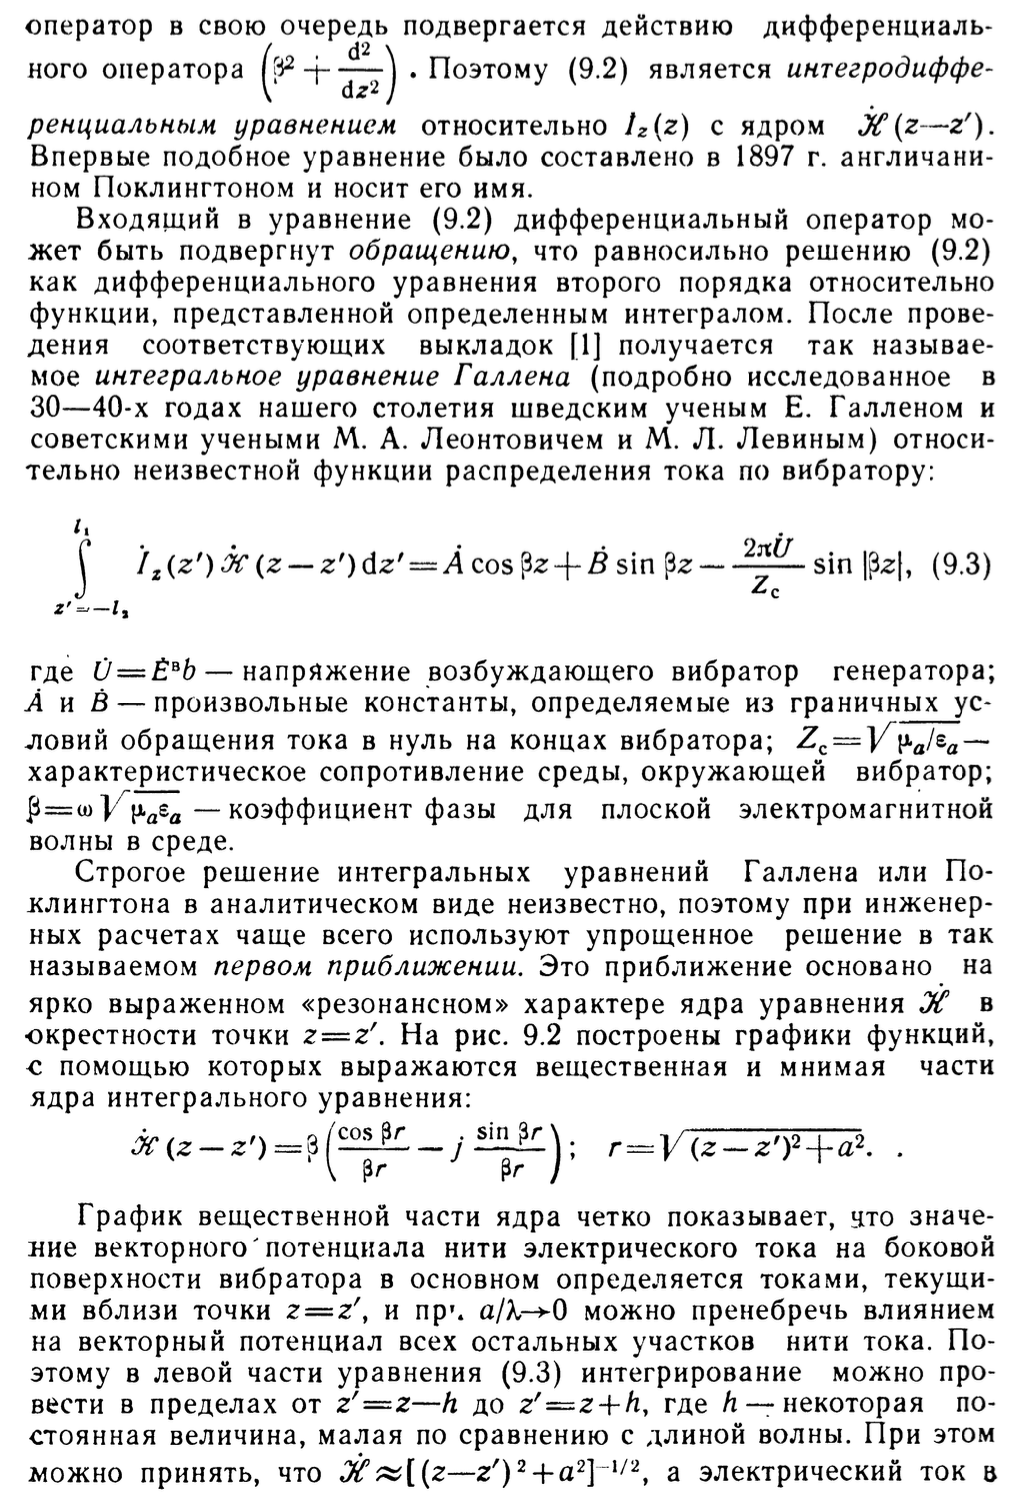 оператор в свою очередь подвергается действию дифференциаль-
ного оператора (β² + d²/dz²). Поэтому (9.2) является интегродиффе-
ренциальным уравнением относительно İz(z) с ядром 𝒦̇(z—z′).
Впервые подобное уравнение было составлено в 1897 г. англичани-
ном Поклингтоном и носит его имя.
Входящий в уравнение (9.2) дифференциальный оператор мо-
жет быть подвергнут обращению, что равносильно решению (9.2)
как дифференциального уравнения второго порядка относительно
функции, представленной определенным интегралом. После прове-
дения соответствующих выкладок [1] получается так называе-
мое интегральное уравнение Галлена (подробно исследованное в
30—40-х годах нашего столетия шведским ученым Е. Галленом и
советскими учеными М. А. Леонтовичем и М. Л. Левиным) относи-
тельно неизвестной функции распределения тока по вибратору:
∫_{z′=—l₂}^{l₁} İz(z′) 𝒦̇(z — z′) dz′ = Ȧ cos βz + Ḃ sin βz — (2πU̇/Zс) sin |βz|, (9.3)
где U̇ = Ėᵇb — напряжение возбуждающего вибратор генератора;
Ȧ и Ḃ — произвольные константы, определяемые из граничных ус-
ловий обращения тока в нуль на концах вибратора; Zс = √(μa/εa) —
характеристическое сопротивление среды, окружающей вибратор;
β = ω√(μaεa) — коэффициент фазы для плоской электромагнитной
волны в среде.
Строгое решение интегральных уравнений Галлена или По-
клингтона в аналитическом виде неизвестно, поэтому при инженер-
ных расчетах чаще всего используют упрощенное решение в так
называемом первом приближении. Это приближение основано на
ярко выраженном «резонансном» характере ядра уравнения 𝒦̇ в
окрестности точки z=z′. На рис. 9.2 построены графики функций,
с помощью которых выражаются вещественная и мнимая части
ядра интегрального уравнения:
𝒦̇(z — z′) = β (cos βr/βr — j sin βr/βr); r = √((z — z′)² + a²).
График вещественной части ядра четко показывает, что значе-
ние векторного потенциала нити электрического тока на боковой
поверхности вибратора в основном определяется токами, текущи-
ми вблизи точки z=z′, и при a/λ→0 можно пренебречь влиянием
на векторный потенциал всех остальных участков нити тока. По-
этому в левой части уравнения (9.3) интегрирование можно про-
вести в пределах от z′=z—h до z′=z+h, где h — некоторая по-
стоянная величина, малая по сравнению с длиной волны. При этом
можно принять, что 𝒦̇≈[(z—z′)²+a²]⁻¹/², а электрический ток в